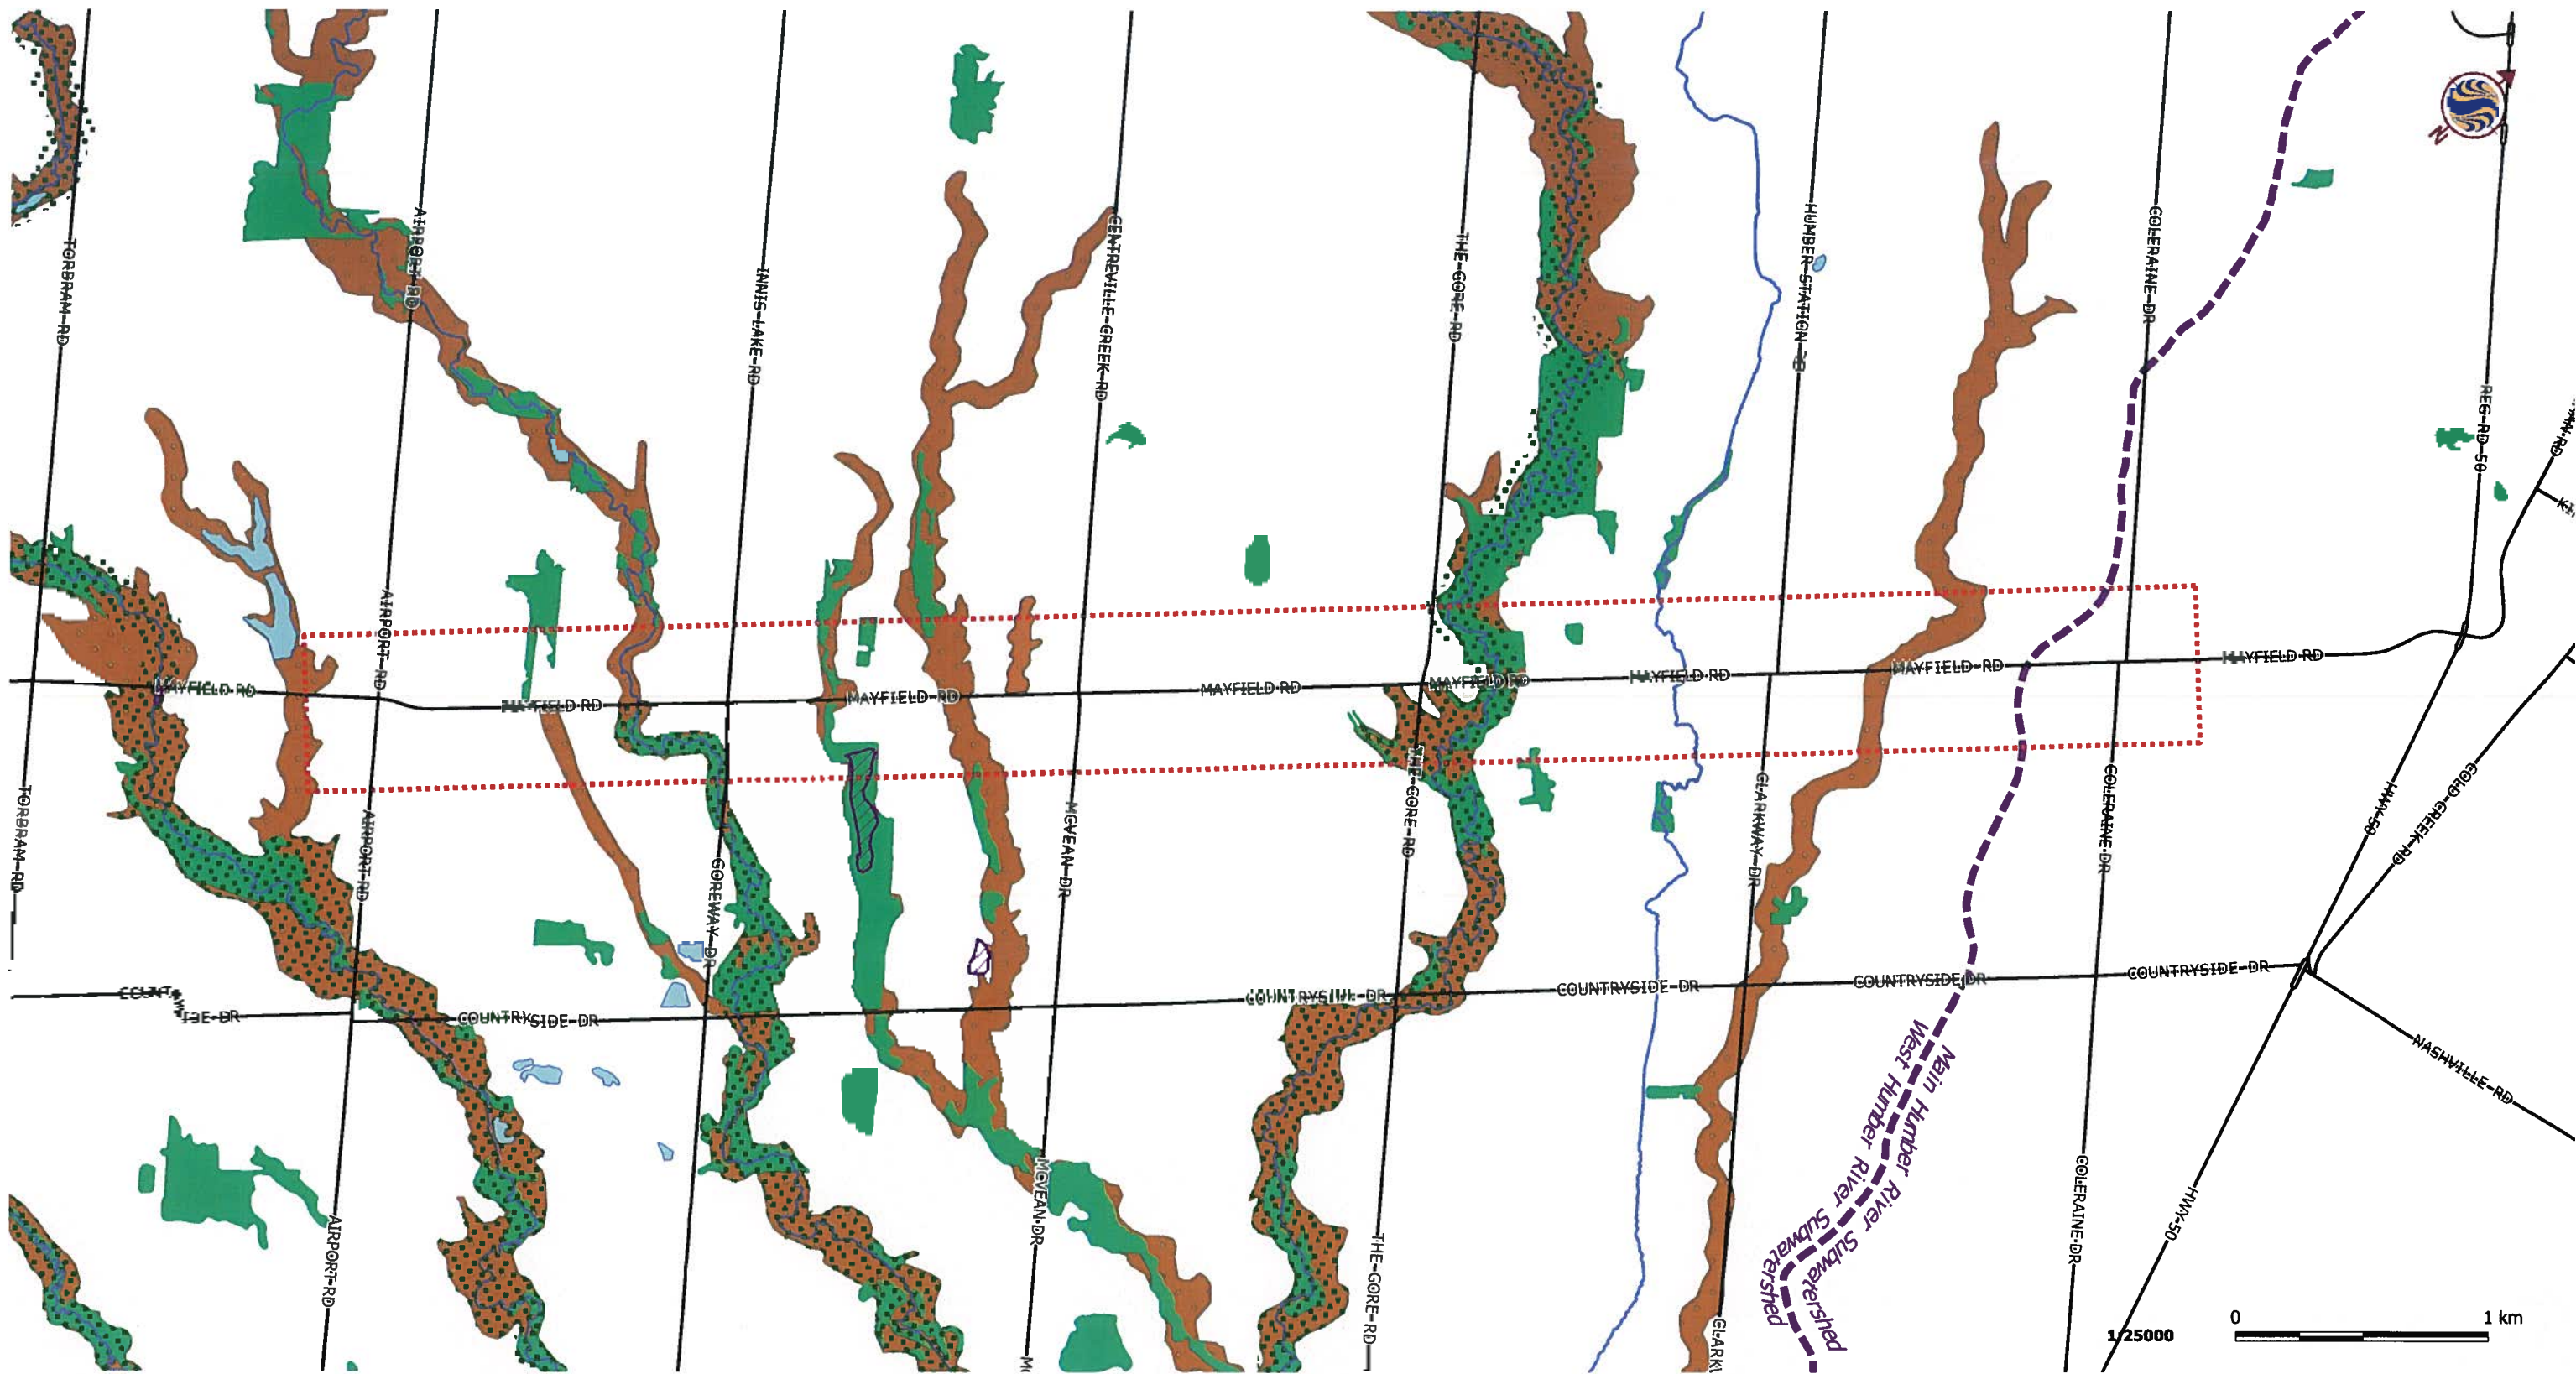 TORBRAM-RD
AIRPORT-RD
INNIS-LAKE-RD
CENTREVILLE-CREEK-RD
THE-GORE-RD
HUMBER-STATION-RD
COLERAINE-DR
REG-RD-50
N
AIRPORT-RD
MAYFIELD-RD
MAYFIELD-RD
MAYFIELD-RD
MAYFIELD-RD
MAYFIELD-RD
MAYFIELD-RD
MAYFIELD-RD
MAYFIELD-RD
TORBRAM-RD
AIRPORT-RD
GOREWAY-DR
MCVEAN-DR
THE-GORE-RD
CLARKWAY-DR
COLERAINE-DR
HWY-50
COLD-CREEK-RD
COUNTRYSIDE-DR
COUNTRYSIDE-DR
COUNTRYSIDE-DR
COUNTRYSIDE-DR
COUNTRYSIDE-DR
NASHVILLE-RD
AIRPORT-RD
MCVEAN-DR
THE-GORE-RD
CLARK
West Humber River Subwatershed
Main Humber River Subwatershed
COLERAINE-DR
HWY-50
0 1 km
1:25000